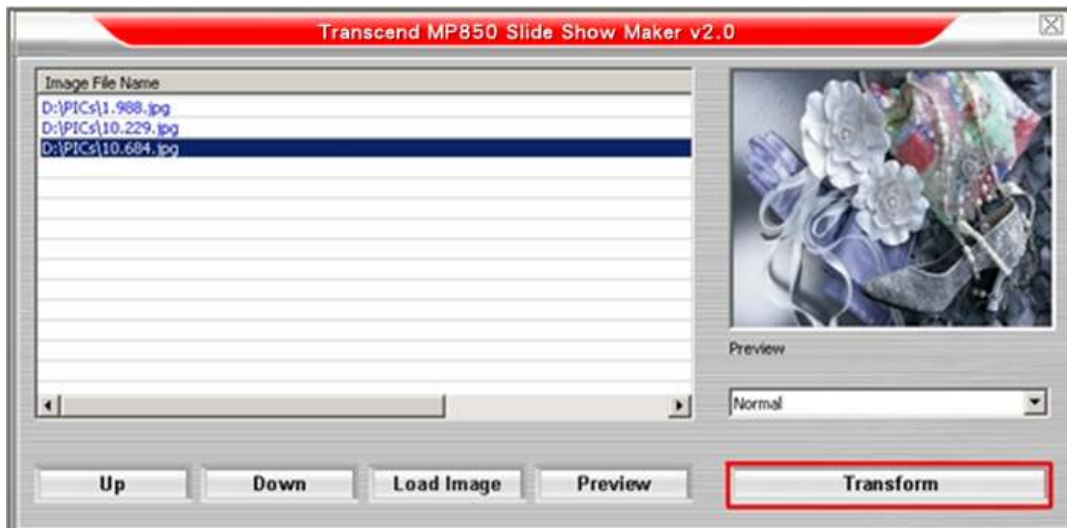 Transcend MP850 Slide Show Maker v2.0
Image File Name
D:\PICs\1.988.jpg
D:\PICs\10.229.jpg
D:\PICs\10.684.jpg
Preview
Normal
Up Down Load Image Preview Transform